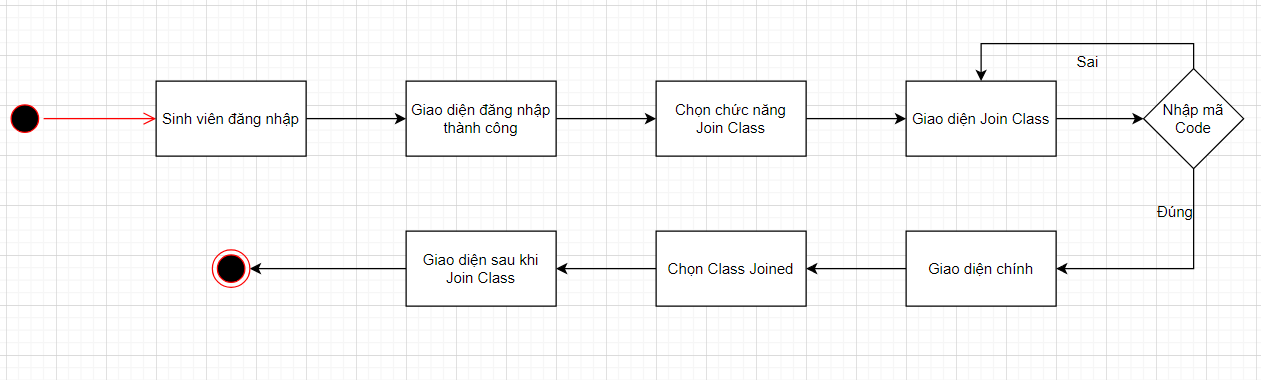 Sinh viên đăng nhập
Giao diện đăng nhập
thành công
Chọn chức năng
Join Class
Giao diện Join Class
Sai
Nhập mã
Code
Đúng
Giao diện chính
Chọn Class Joined
Giao diện sau khi
Join Class